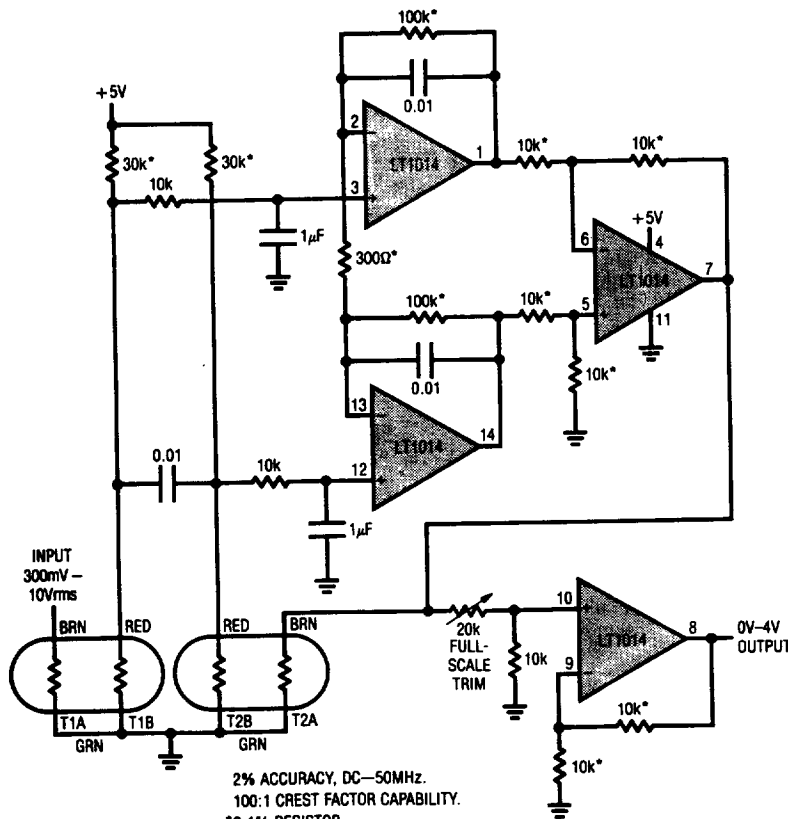 100k*
0.01
+5V
30k*
30k*
10k
2
3
LT1014
1
1µF
10k*
10k*
+5V
4
6
5
LT1014
7
11
300Ω*
100k*
0.01
10k*
10k*
13
12
LT1014
14
0.01
10k
1µF
INPUT
300mV–
10Vrms
BRN
RED
RED
BRN
T1A
T1B
T2B
T2A
GRN
GRN
20k
FULL-
SCALE
TRIM
10k
10
9
LT1014
8
0V–4V
OUTPUT
10k*
10k*
2% ACCURACY, DC—50MHz.
100:1 CREST FACTOR CAPABILITY.